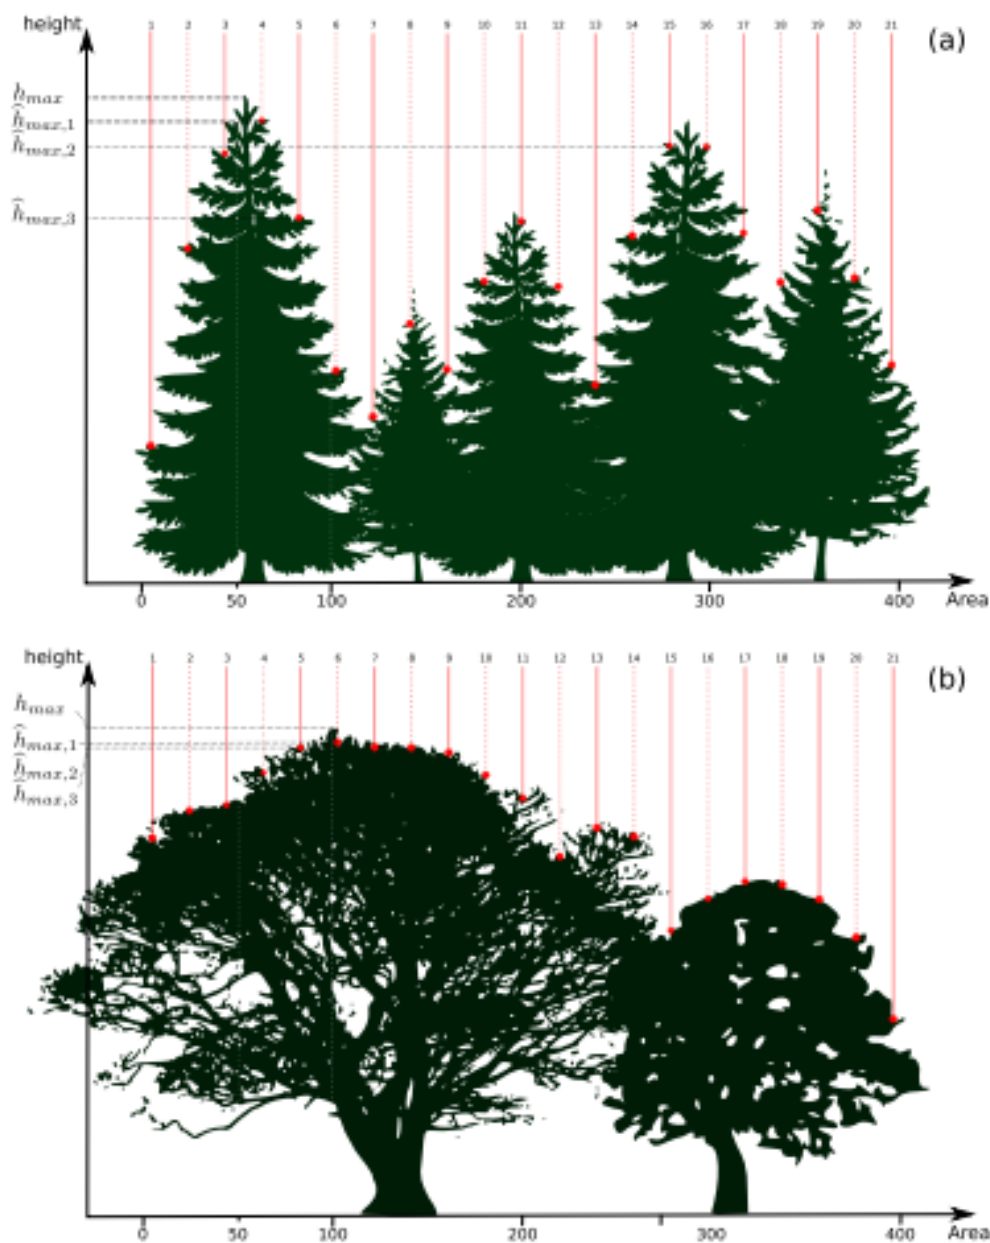 height 1 2 3 4 5 6 7 8 9 10 11 12 13 14 15 16 17 18 19 20 21 (a)
h_max
ĥ_max,1
ĥ_max,2
ĥ_max,3
0 50 100 200 300 400 Area
height 1 2 3 4 5 6 7 8 9 10 11 12 13 14 15 16 17 18 19 20 21 (b)
h_max
ĥ_max,1
ĥ_max,2
ĥ_max,3
0 50 100 200 300 400 Area